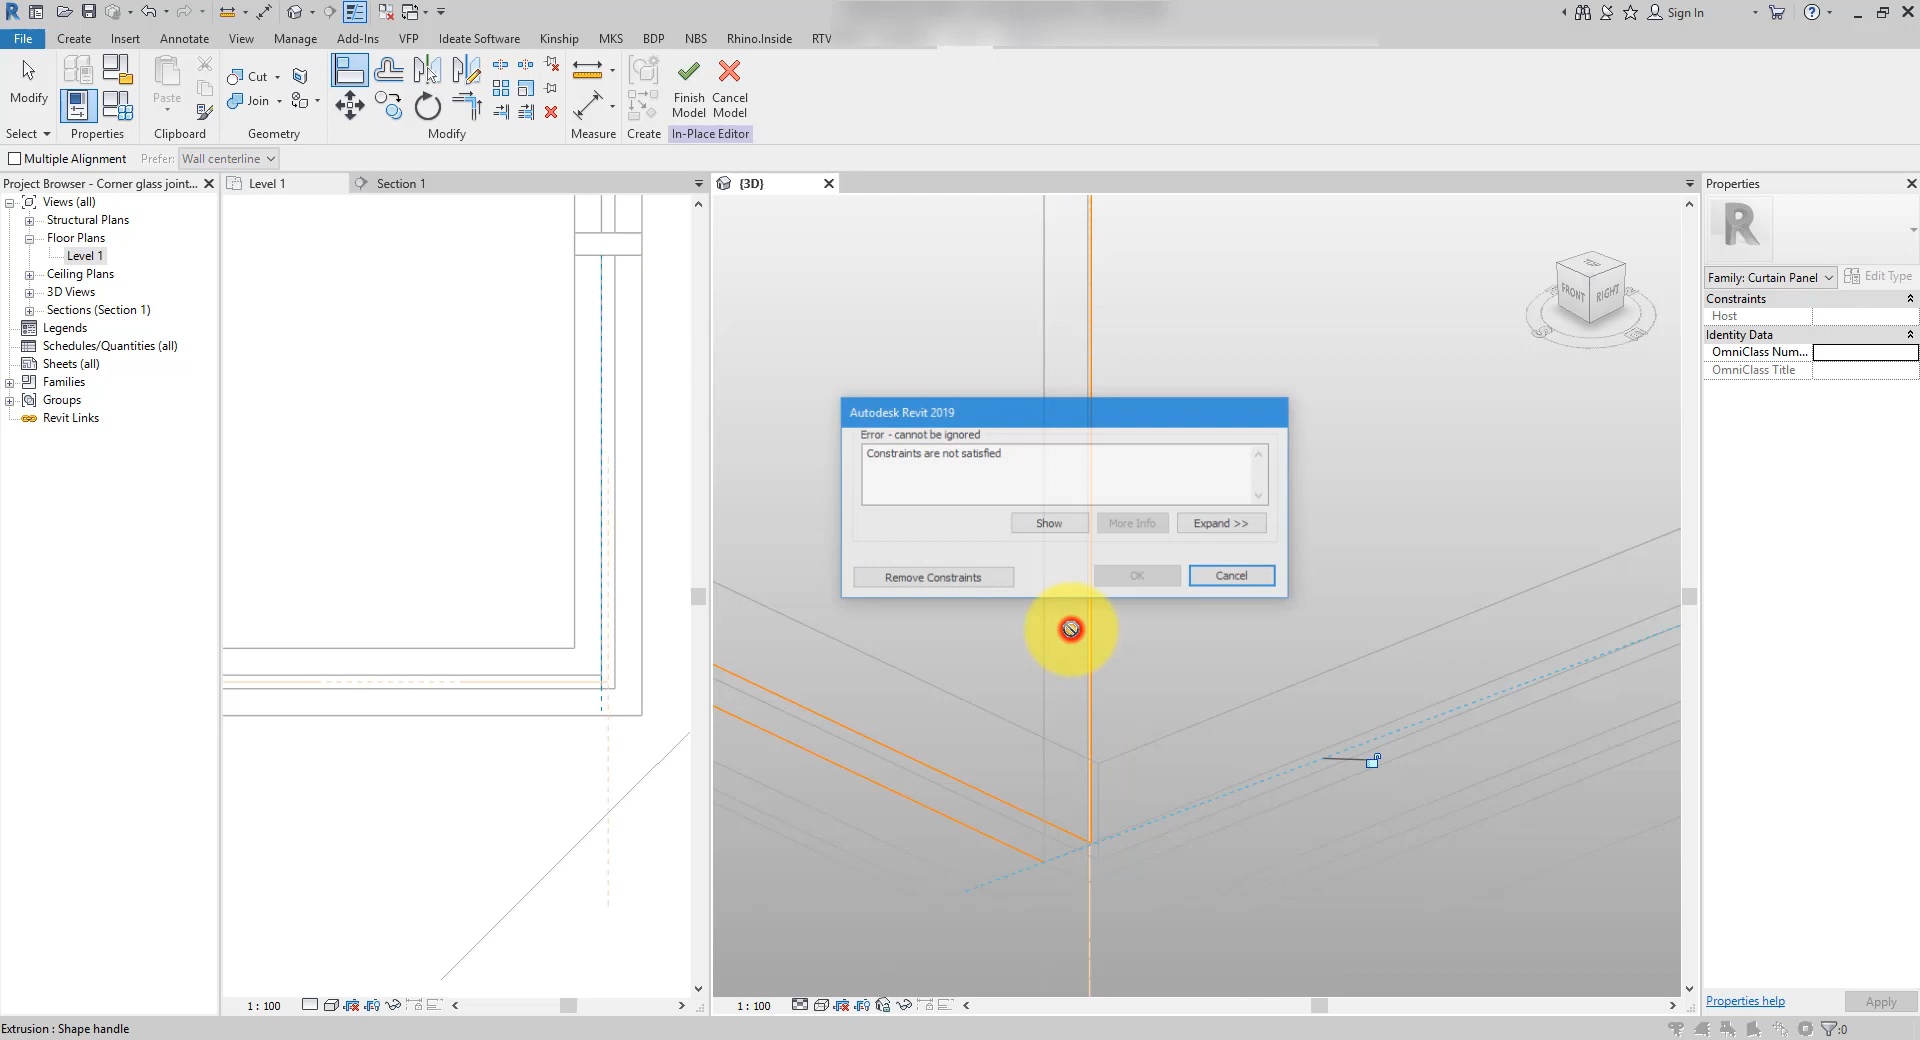 Sign In
File Create Insert Annotate View Manage Add-Ins VFP Ideate Software Kinship MKS BDP NBS Rhino.Inside RTV
Modify
Paste
Cut
Join
Finish Model
Cancel Model
Select Properties Clipboard Geometry Modify Measure Create In-Place Editor
Multiple Alignment Prefer: Wall centerline
Project Browser - Corner glass joint...
Views (all)
Structural Plans
Floor Plans
Level 1
Ceiling Plans
3D Views
Sections (Section 1)
Legends
Schedules/Quantities (all)
Sheets (all)
Families
Groups
Revit Links
Level 1
Section 1
{3D}
TOP
FRONT
RIGHT
Autodesk Revit 2019
Error - cannot be ignored
Constraints are not satisfied
Show
More Info
Expand >>
Remove Constraints
OK
Cancel
Properties
R
Family: Curtain Panel
Edit Type
Constraints
Host
Identity Data
OmniClass Num...
OmniClass Title
Properties help
Apply
1 : 100
1 : 100
Extrusion : Shape handle
:0